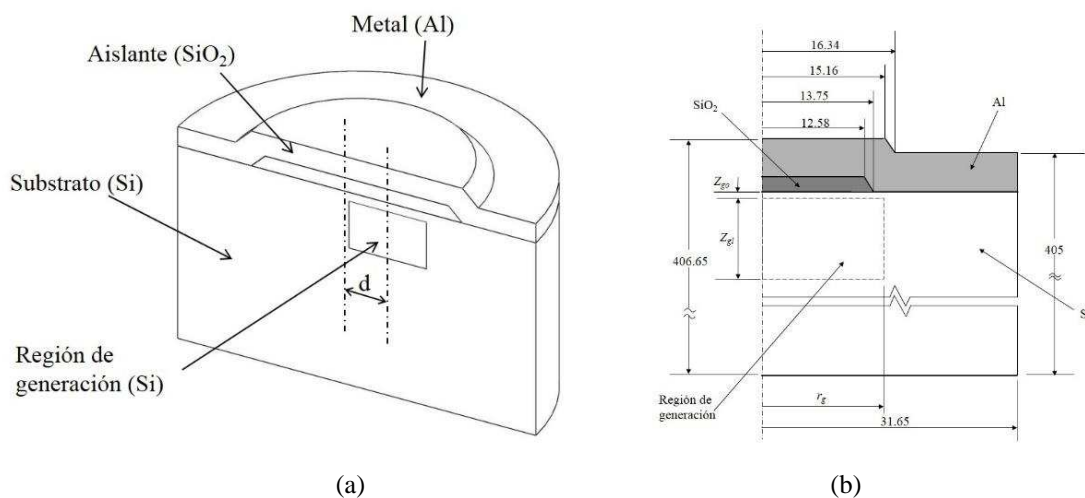 Metal (Al)
Aislante (SiO₂)
Substrato (Si)
d
Región de
generación (Si)
(a)
16.34
15.16
13.75
12.58
SiO₂
Al
Zgo
Zgl
406.65
405
S
Región de
generación
rg
31.65
(b)